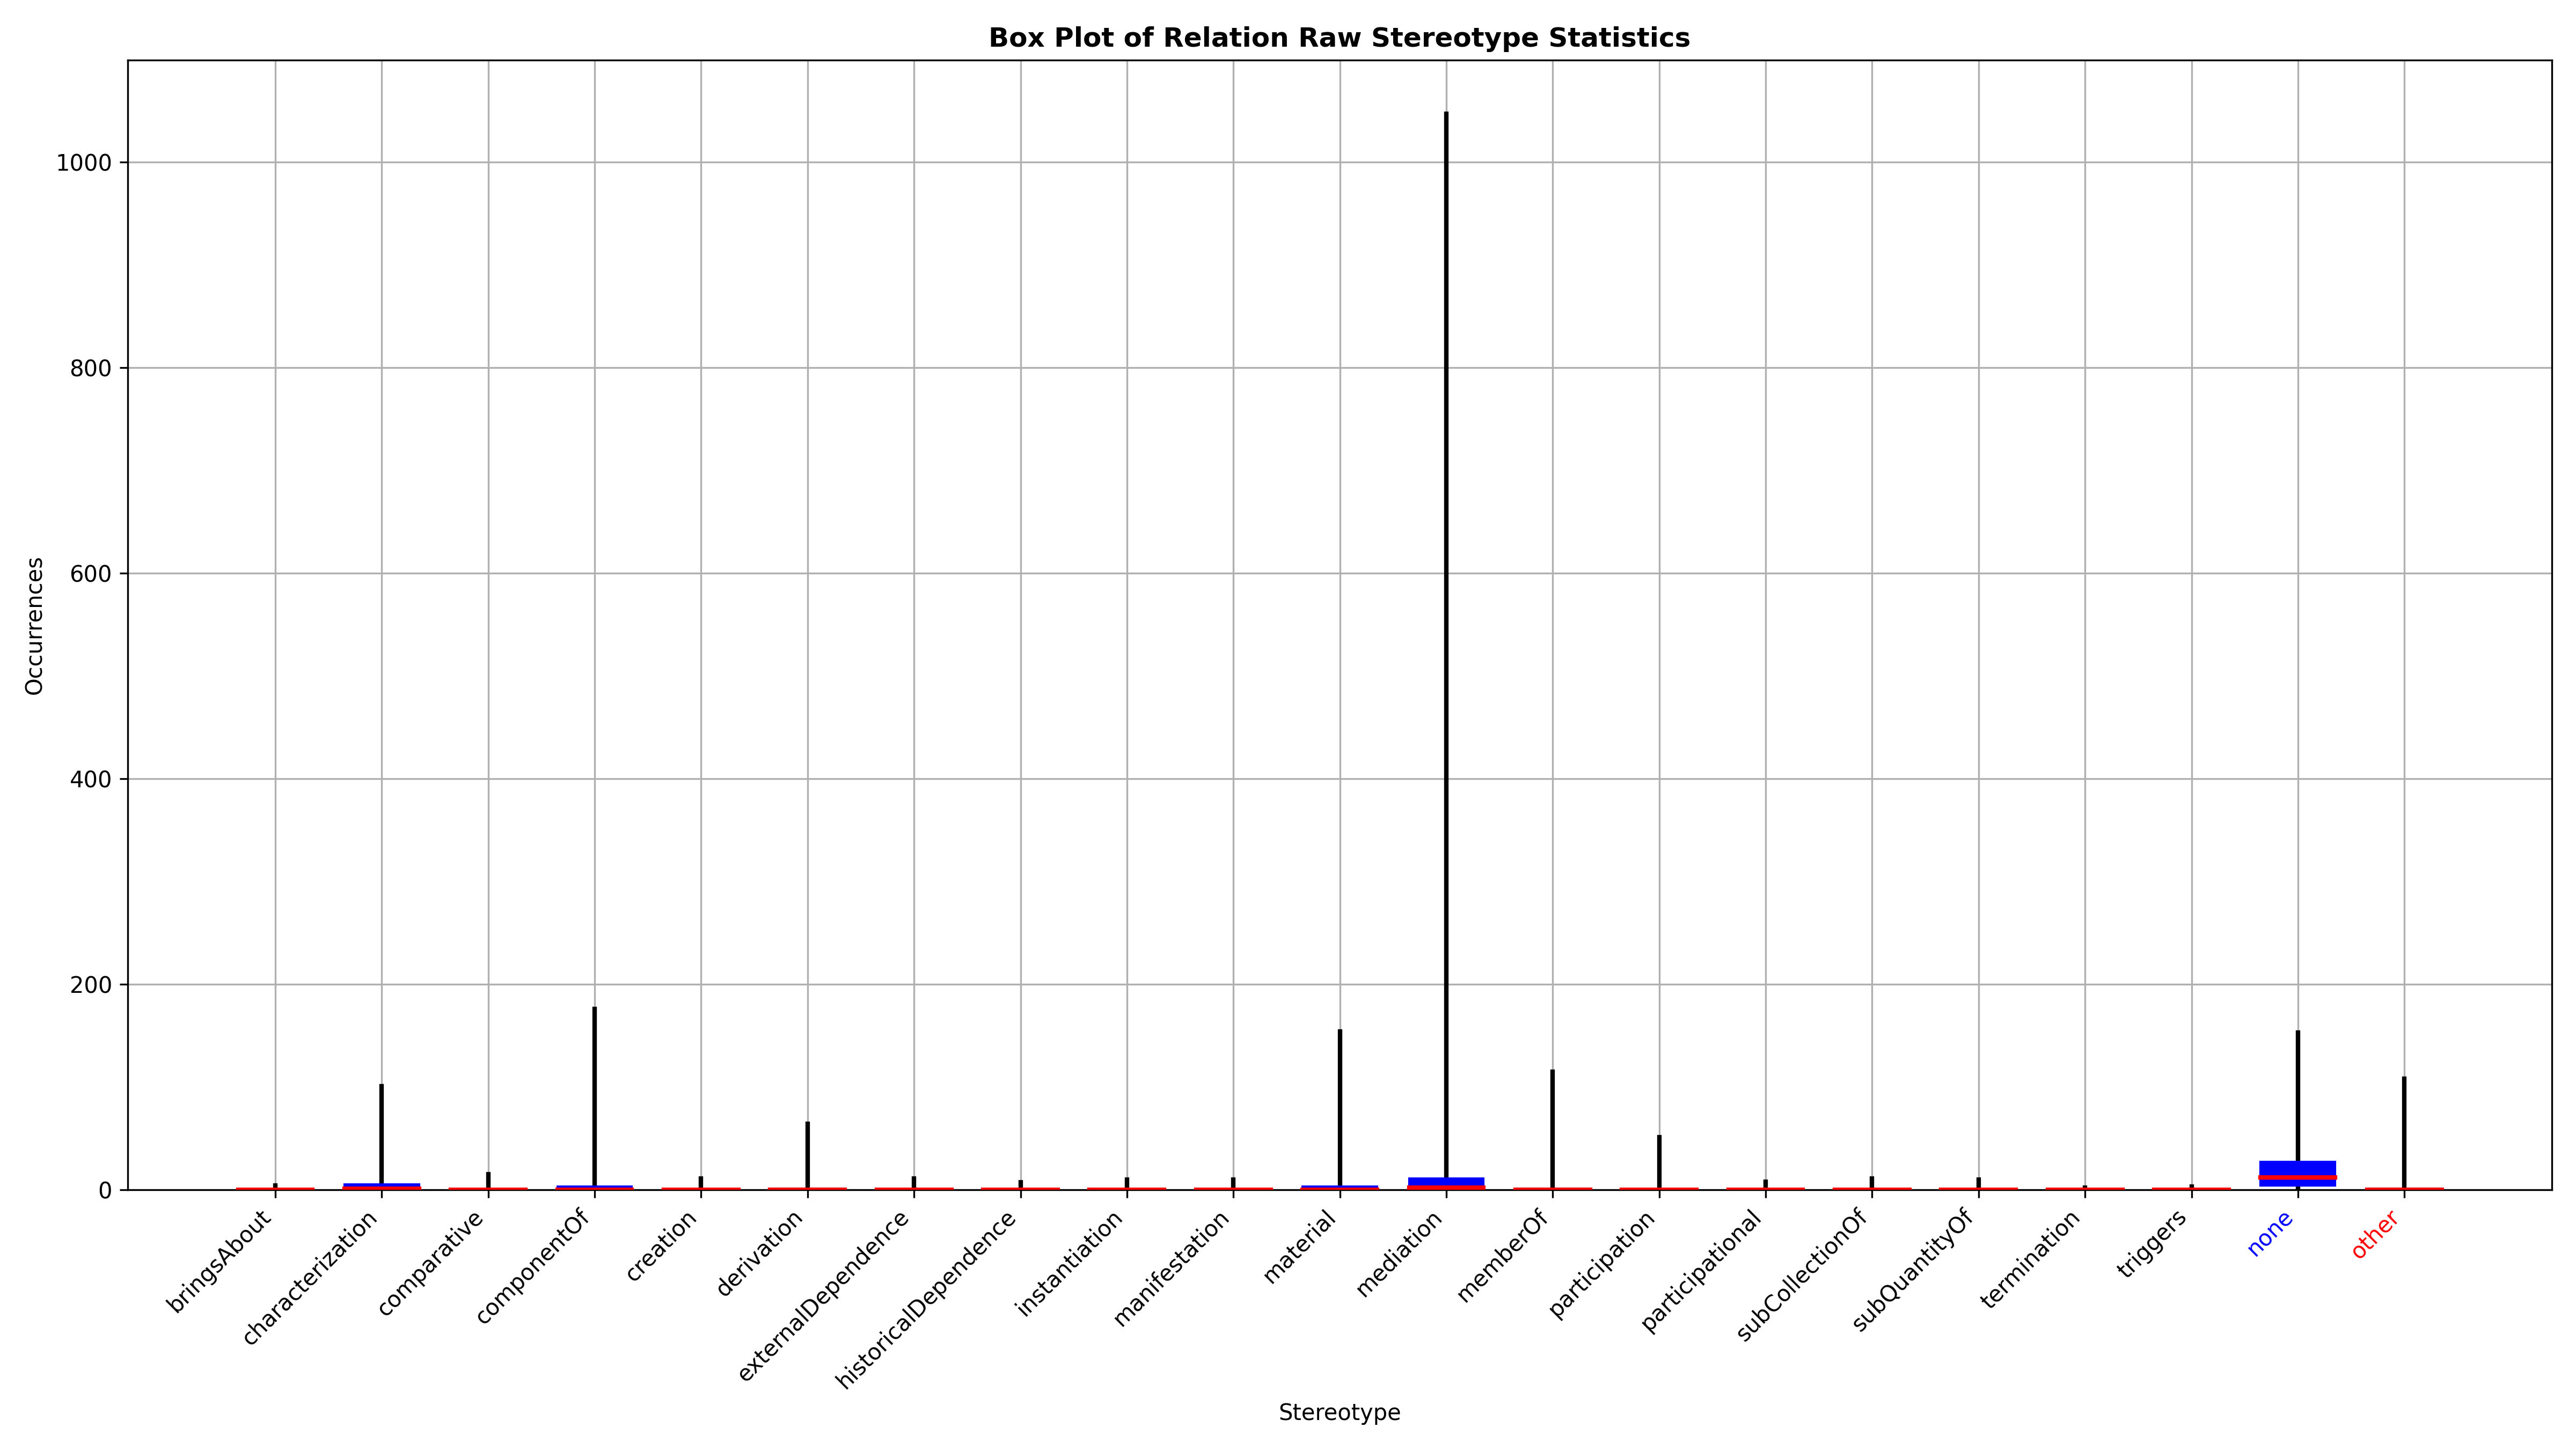 Box Plot of Relation Raw Stereotype Statistics
Occurrences
1000
800
600
400
200
0
bringsAbout
characterization
comparative
componentOf
creation
derivation
externalDependence
historicalDependence
instantiation
manifestation
material
mediation
memberOf
participation
participational
subCollectionOf
subQuantityOf
termination
triggers
none
other
Stereotype